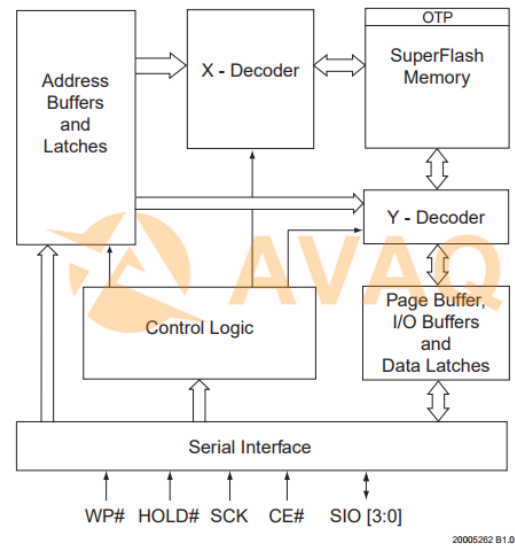 OTP
SuperFlash
Memory
X - Decoder
Address
Buffers
and
Latches
Y - Decoder
AVAQ
Page Buffer,
I/O Buffers
and
Data Latches
Control Logic
Serial Interface
WP# HOLD# SCK CE# SIO [3:0]
20005262 B1.0